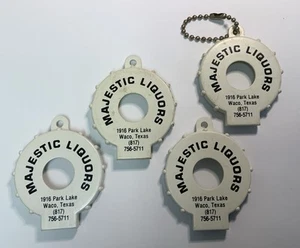 MAJESTIC LIQUORS
1916 Park Lake
Waco, Texas
(817)
756-5711
MAJESTIC LIQUORS
1916 Park Lake
Waco, Texas
(817)
756-5711
MAJESTIC LIQUORS
1916 Park Lake
Waco, Texas
(817)
756-5711
MAJESTIC LIQUORS
1916 Park Lake
Waco, Texas
(817)
756-5711